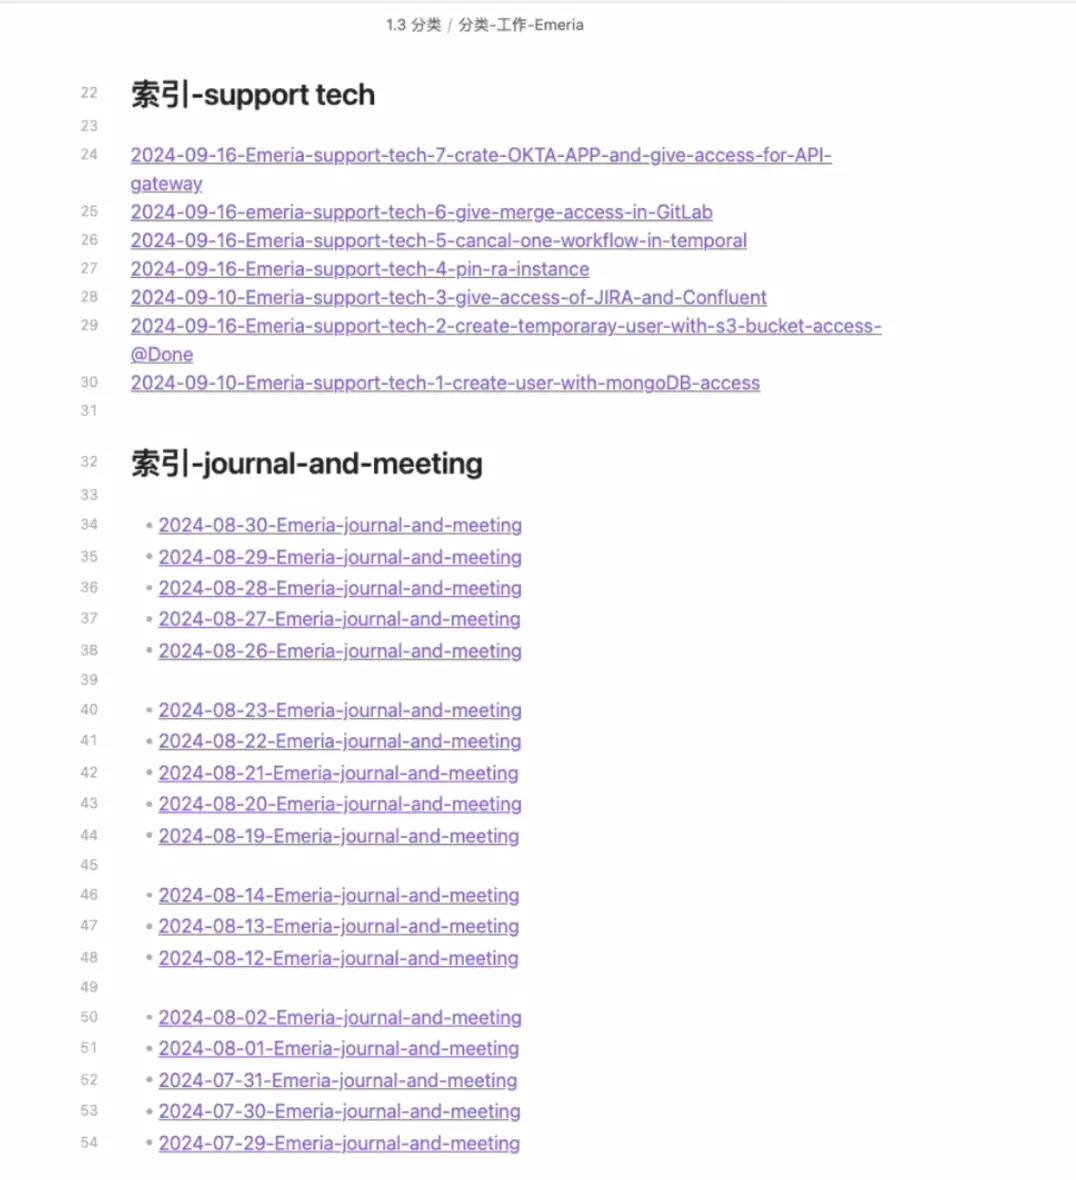 1.3 分类 / 分类-工作-Emeria
22 索引-support tech
23
24 2024-09-16-Emeria-support-tech-7-crate-OKTA-APP-and-give-access-for-API-
gateway
25 2024-09-16-emeria-support-tech-6-give-merge-access-in-GitLab
26 2024-09-16-Emeria-support-tech-5-cancal-one-workflow-in-temporal
27 2024-09-16-Emeria-support-tech-4-pin-ra-instance
28 2024-09-10-Emeria-support-tech-3-give-access-of-JIRA-and-Confluent
29 2024-09-16-Emeria-support-tech-2-create-temporaray-user-with-s3-bucket-access-
@Done
30 2024-09-10-Emeria-support-tech-1-create-user-with-mongoDB-access
31
32 索引-journal-and-meeting
33
34 • 2024-08-30-Emeria-journal-and-meeting
35 • 2024-08-29-Emeria-journal-and-meeting
36 • 2024-08-28-Emeria-journal-and-meeting
37 • 2024-08-27-Emeria-journal-and-meeting
38 • 2024-08-26-Emeria-journal-and-meeting
39
40 • 2024-08-23-Emeria-journal-and-meeting
41 • 2024-08-22-Emeria-journal-and-meeting
42 • 2024-08-21-Emeria-journal-and-meeting
43 • 2024-08-20-Emeria-journal-and-meeting
44 • 2024-08-19-Emeria-journal-and-meeting
45
46 • 2024-08-14-Emeria-journal-and-meeting
47 • 2024-08-13-Emeria-journal-and-meeting
48 • 2024-08-12-Emeria-journal-and-meeting
49
50 • 2024-08-02-Emeria-journal-and-meeting
51 • 2024-08-01-Emeria-journal-and-meeting
52 • 2024-07-31-Emeria-journal-and-meeting
53 • 2024-07-30-Emeria-journal-and-meeting
54 • 2024-07-29-Emeria-journal-and-meeting